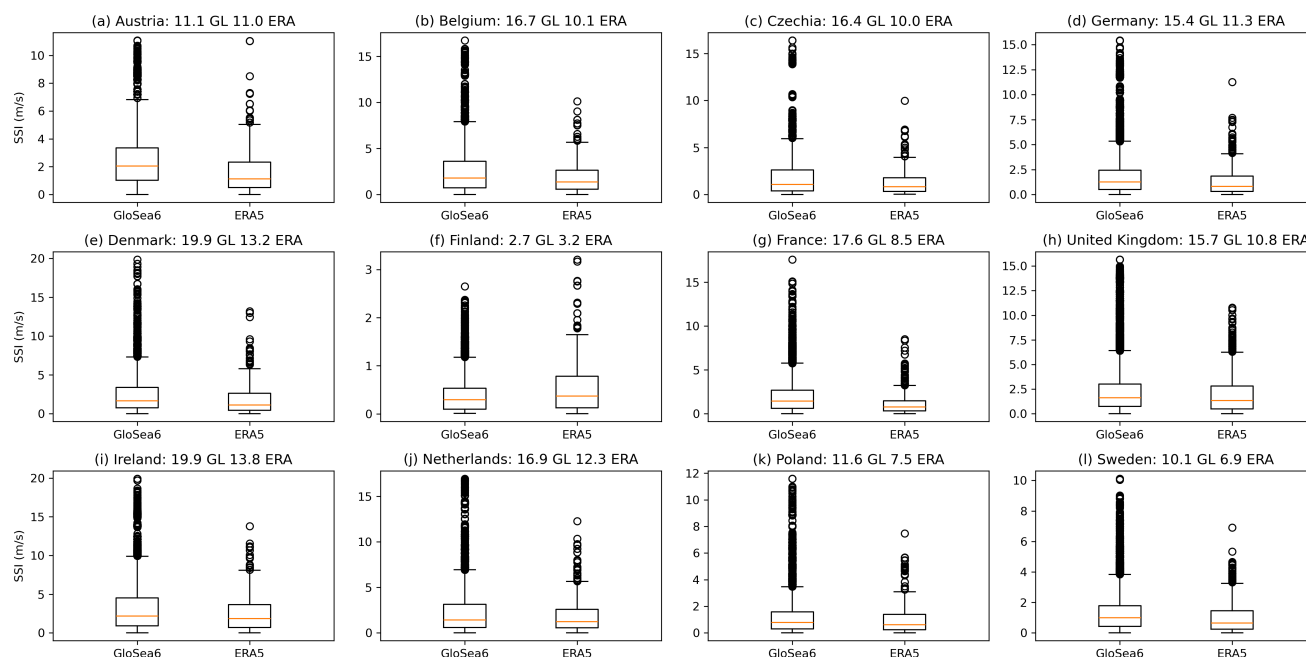 (a) Austria: 11.1 GL 11.0 ERA
(b) Belgium: 16.7 GL 10.1 ERA
(c) Czechia: 16.4 GL 10.0 ERA
(d) Germany: 15.4 GL 11.3 ERA
SSI (m/s)
10
8
6
4
2
0
15
10
5
0
15
10
5
0
15.0
12.5
10.0
7.5
5.0
2.5
0.0
GloSea6 ERA5
GloSea6 ERA5
GloSea6 ERA5
GloSea6 ERA5
(e) Denmark: 19.9 GL 13.2 ERA
(f) Finland: 2.7 GL 3.2 ERA
(g) France: 17.6 GL 8.5 ERA
(h) United Kingdom: 15.7 GL 10.8 ERA
SSI (m/s)
20
15
10
5
0
3
2
1
0
15
10
5
0
15.0
12.5
10.0
7.5
5.0
2.5
0.0
GloSea6 ERA5
GloSea6 ERA5
GloSea6 ERA5
GloSea6 ERA5
(i) Ireland: 19.9 GL 13.8 ERA
(j) Netherlands: 16.9 GL 12.3 ERA
(k) Poland: 11.6 GL 7.5 ERA
(l) Sweden: 10.1 GL 6.9 ERA
SSI (m/s)
20
15
10
5
0
15
10
5
0
12
10
8
6
4
2
0
10
8
6
4
2
0
GloSea6 ERA5
GloSea6 ERA5
GloSea6 ERA5
GloSea6 ERA5